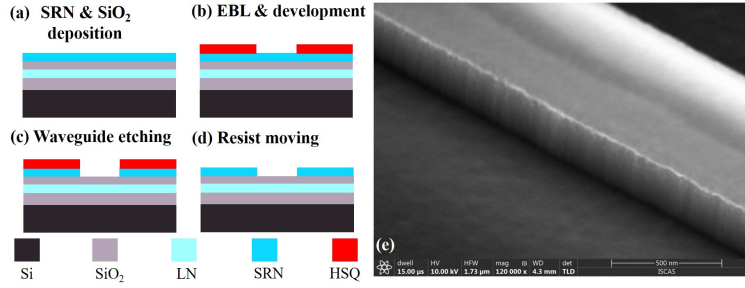 (a) SRN & SiO₂
deposition
(b) EBL & development
(c) Waveguide etching
(d) Resist moving
Si SiO₂ LN SRN HSQ
(e)
dwell HV HFW mag WD det
15.00 µs 10.00 kV 1.73 µm 120 000 x 4.3 mm TLD
500 nm
ISCAS